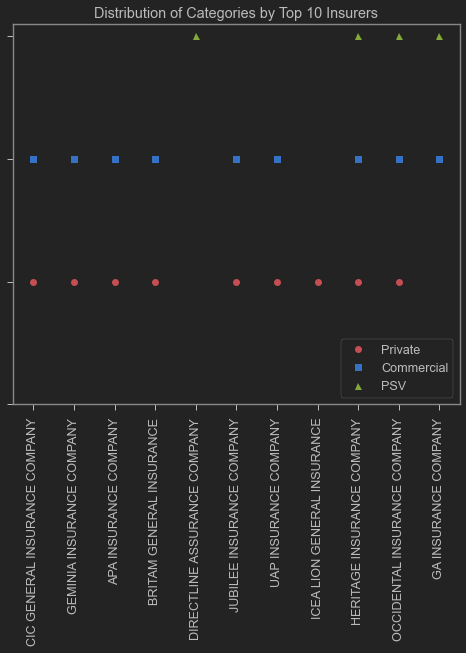 Distribution of Categories by Top 10 Insurers
Private
Commercial
PSV
CIC GENERAL INSURANCE COMPANY
GEMINIA INSURANCE COMPANY
APA INSURANCE COMPANY
BRITAM GENERAL INSURANCE
DIRECTLINE ASSURANCE COMPANY
JUBILEE INSURANCE COMPANY
UAP INSURANCE COMPANY
ICEA LION GENERAL INSURANCE
HERITAGE INSURANCE COMPANY
OCCIDENTAL INSURANCE COMPANY
GA INSURANCE COMPANY